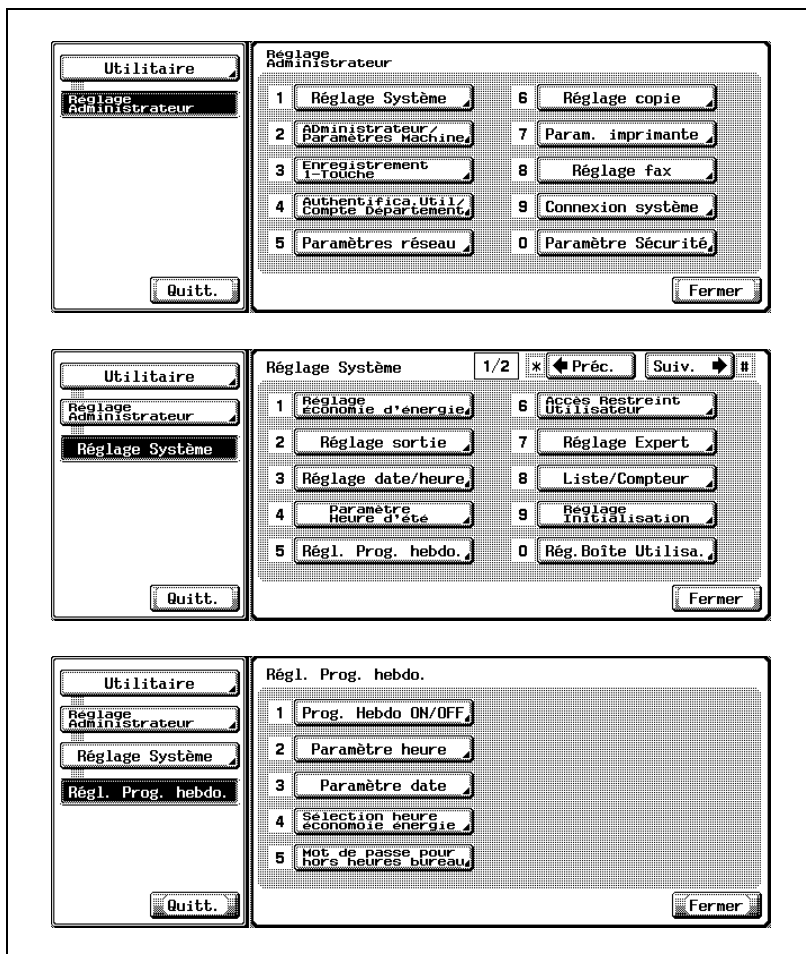 Utilitaire
Réglage
Administrateur
Quitt.
Réglage
Administrateur
1 Réglage Système
2 ADministrateur/
Paramètres Machine
3 Enregistrement
1-Touche
4 Authentifica.Util/
Compte Département
5 Paramètres réseau
6 Réglage copie
7 Param. imprimante
8 Réglage fax
9 Connexion système
0 Paramètre Sécurité
Fermer
Utilitaire
Réglage
Administrateur
Réglage Système
Quitt.
Réglage Système 1/2 * Préc. Suiv. #
1 Réglage
économie d'énergie
2 Réglage sortie
3 Réglage date/heure
4 Paramètre
Heure d'été
5 Régl. Prog. hebdo.
6 Accès Restreint
Utilisateur
7 Réglage Expert
8 Liste/Compteur
9 Réglage
Initialisation
0 Rég.Boîte Utilisa.
Fermer
Utilitaire
Réglage
Administrateur
Réglage Système
Régl. Prog. hebdo.
Quitt.
Régl. Prog. hebdo.
1 Prog. Hebdo ON/OFF
2 Paramètre heure
3 Paramètre date
4 Sélection heure
économoie énergie
5 Mot de passe pour
hors heures bureau
Fermer